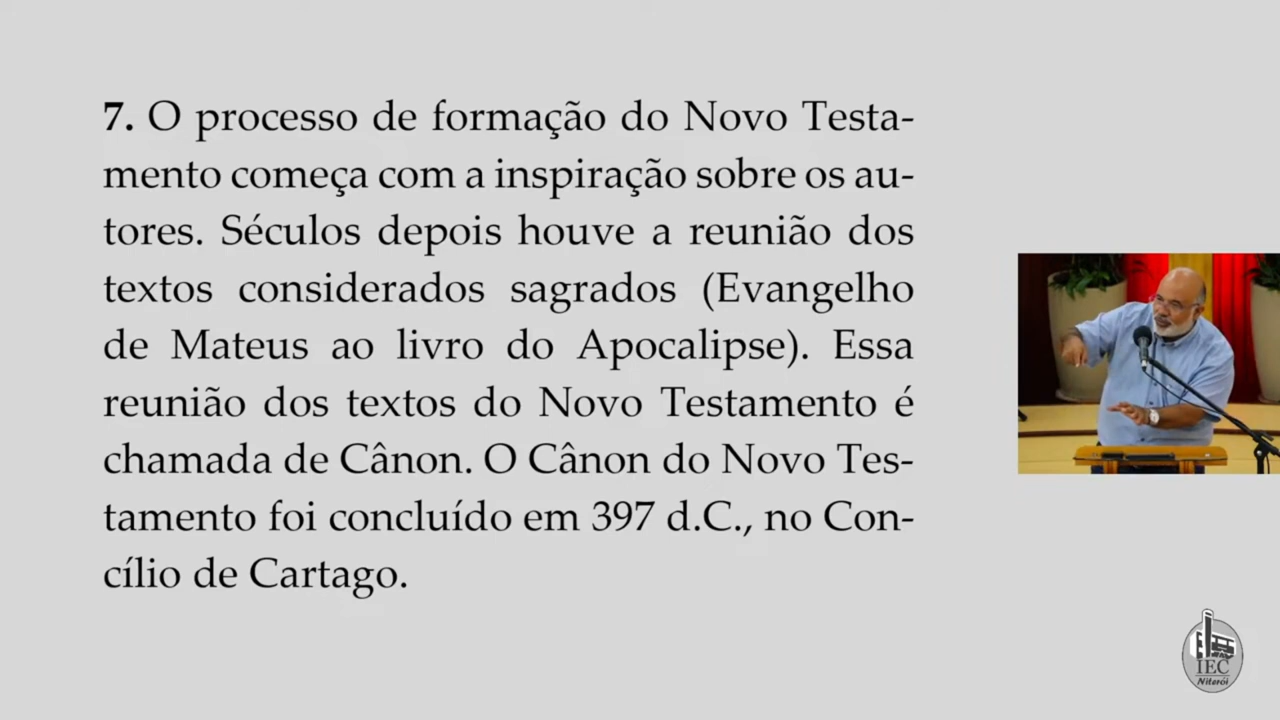 7. O processo de formação do Novo Testa-
mento começa com a inspiração sobre os au-
tores. Séculos depois houve a reunião dos
textos considerados sagrados (Evangelho
de Mateus ao livro do Apocalipse). Essa
reunião dos textos do Novo Testamento é
chamada de Cânon. O Cânon do Novo Tes-
tamento foi concluído em 397 d.C., no Con-
cílio de Cartago.
IEC
Niterói